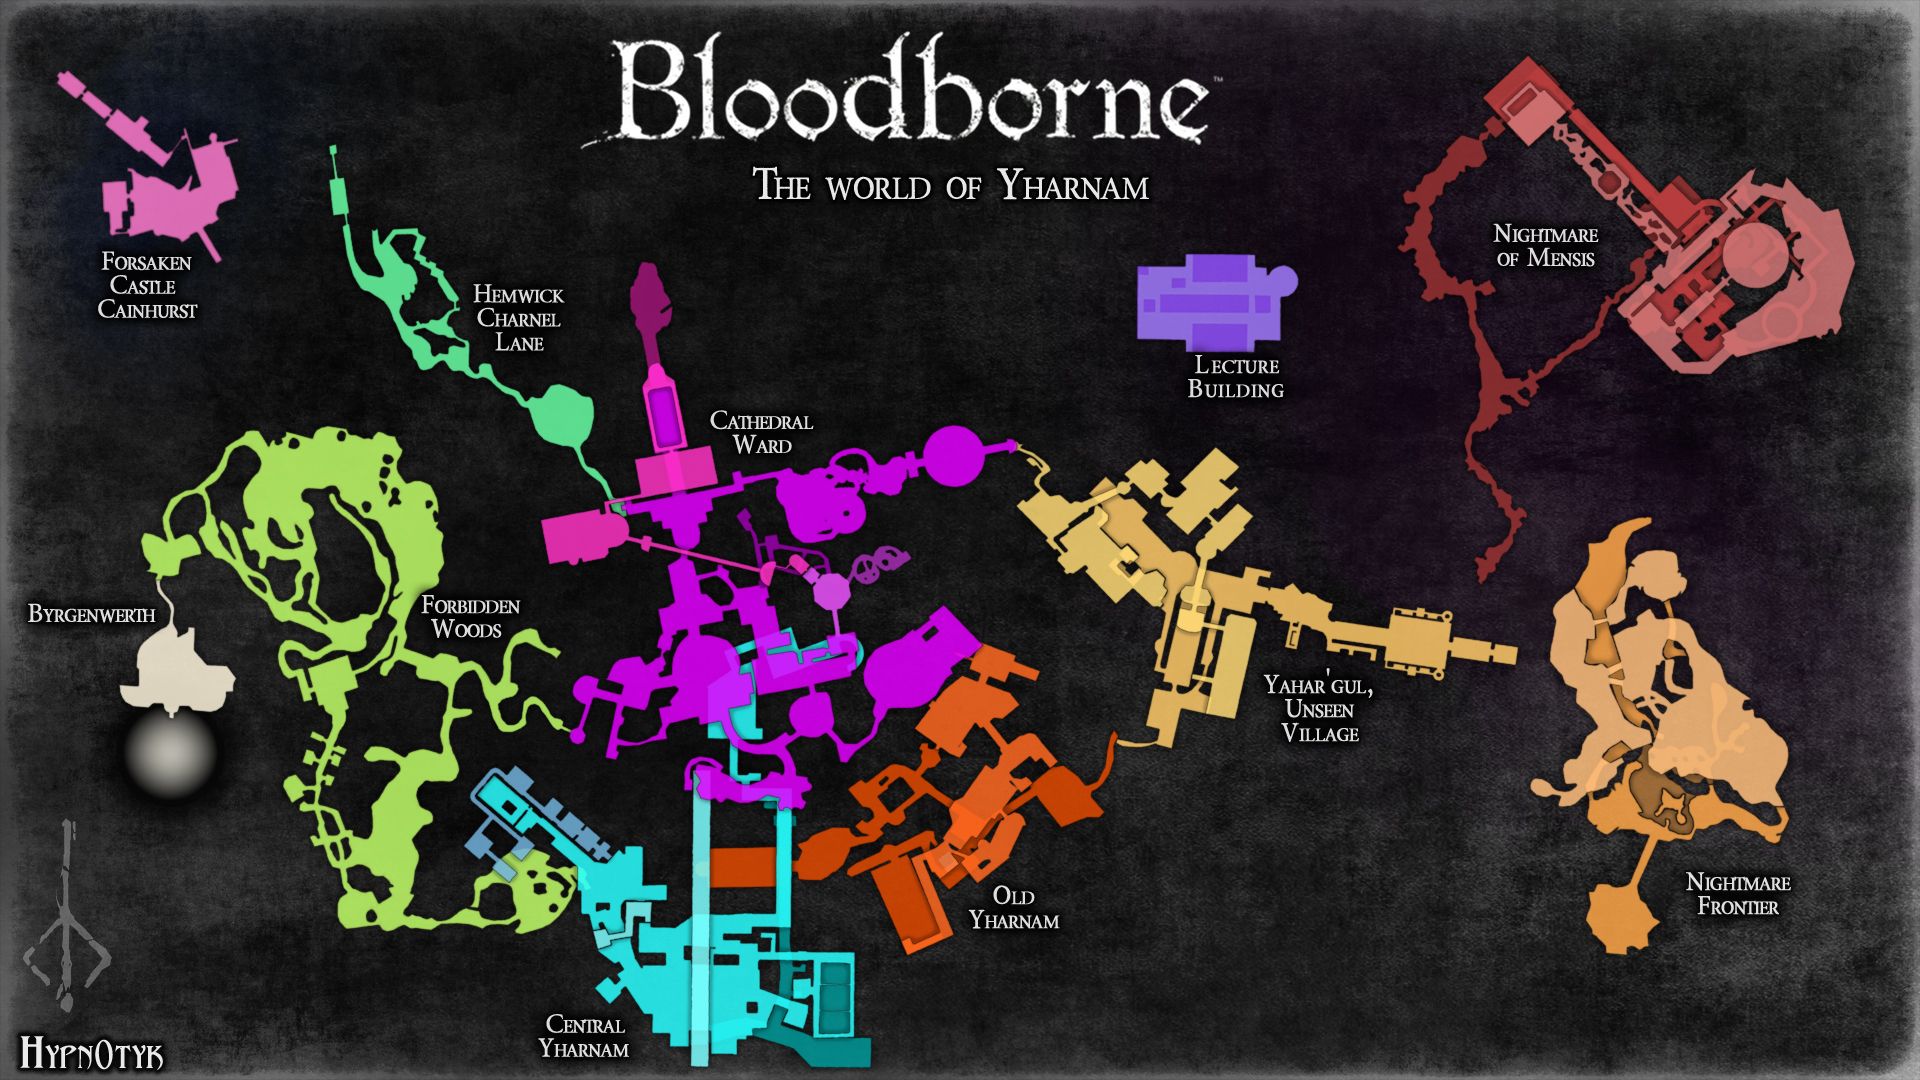 Bloodborne™
The world of Yharnam
Forsaken
Castle
Cainhurst
Hemwick
Charnel
Lane
Cathedral
Ward
Lecture
Building
Nightmare
of Mensis
Byrgenwerth
Forbidden
Woods
Yahar'gul,
Unseen
Village
Old
Yharnam
Nightmare
Frontier
Central
Yharnam
Hypn0tyk